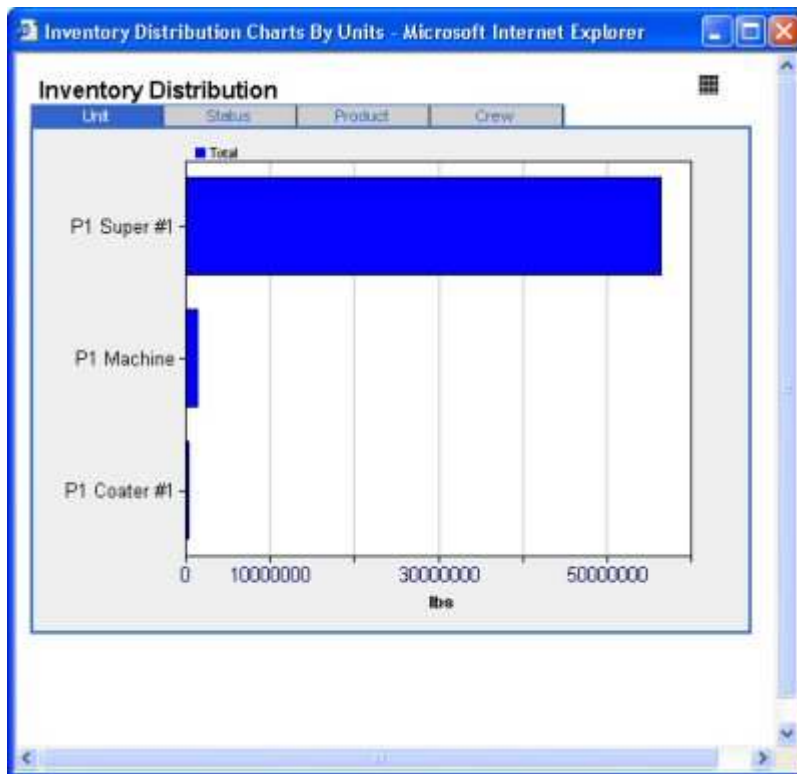 Inventory Distribution Charts By Units - Microsoft Internet Explorer
Inventory Distribution
Unit Status Product Crew
Total
P1 Super #1
P1 Machine
P1 Coater #1
0 10000000 30000000 50000000
lbs